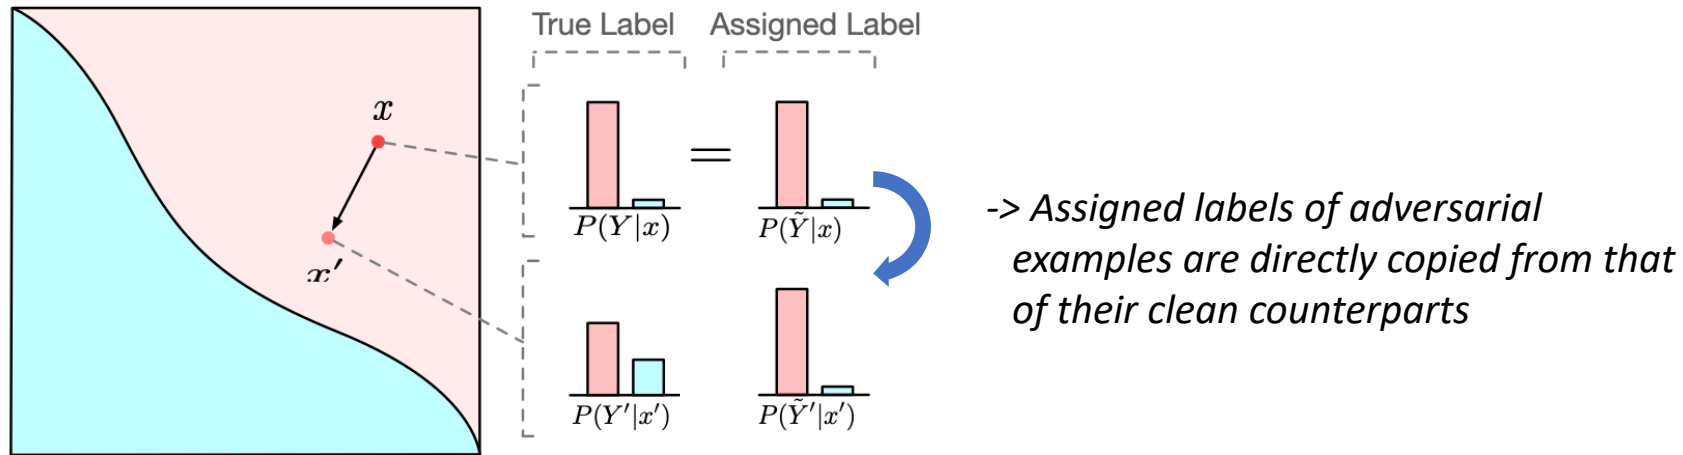 True Label
Assigned Label
x
=
P(Y|x)
P(Ỹ|x)
-> Assigned labels of adversarial
examples are directly copied from that
of their clean counterparts
x′
P(Y′|x′)
P(Ỹ′|x′)